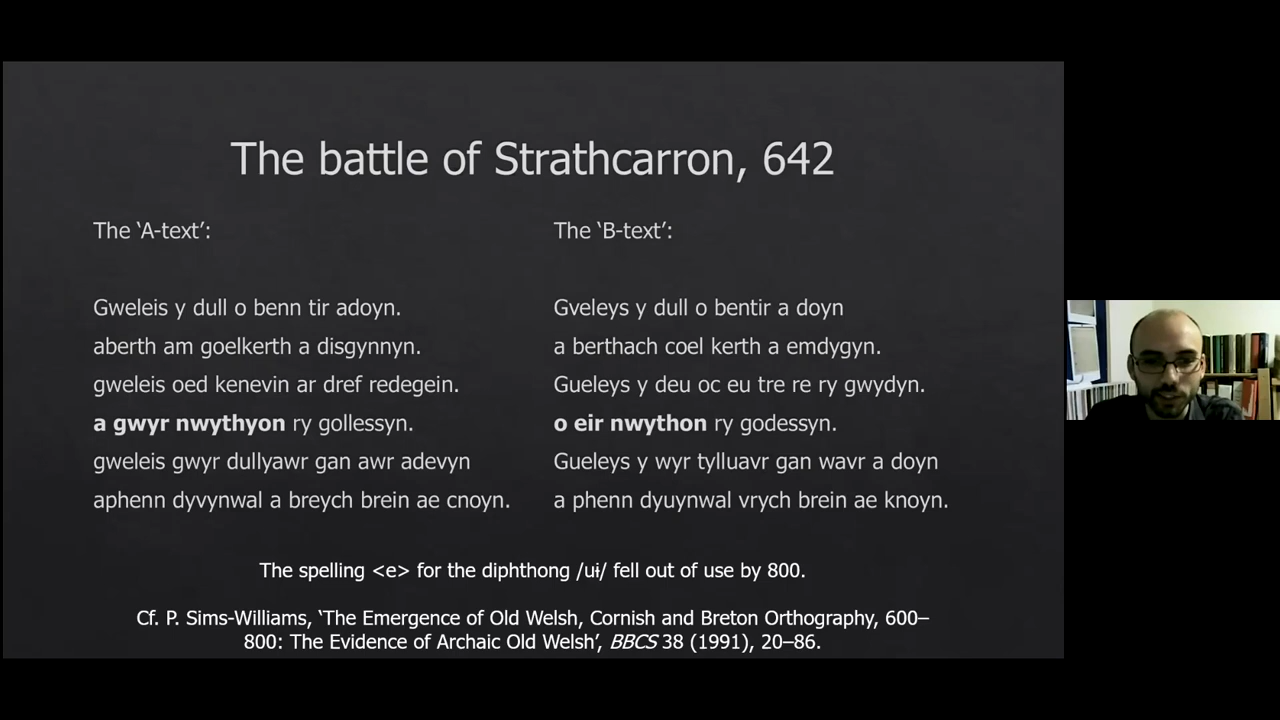 The battle of Strathcarron, 642
The ‘A-text’:
Gweleis y dull o benn tir adoyn.
aberth am goelkerth a disgynnyn.
gweleis oed kenevin ar dref redegein.
a gwyr nwythyon ry gollessyn.
gweleis gwyr dullyawr gan awr adevyn
aphenn dyvynwal a breych brein ae cnoyn.
The ‘B-text’:
Gveleys y dull o bentir a doyn
a berthach coel kerth a emdygyn.
Gueleys y deu oc eu tre re ry gwydyn.
o eir nwython ry godessyn.
Gueleys y wyr tylluavr gan wavr a doyn
a phenn dyuynwal vrych brein ae knoyn.
The spelling <e> for the diphthong /uɨ/ fell out of use by 800.
Cf. P. Sims-Williams, ‘The Emergence of Old Welsh, Cornish and Breton Orthography, 600–
800: The Evidence of Archaic Old Welsh’, BBCS 38 (1991), 20–86.